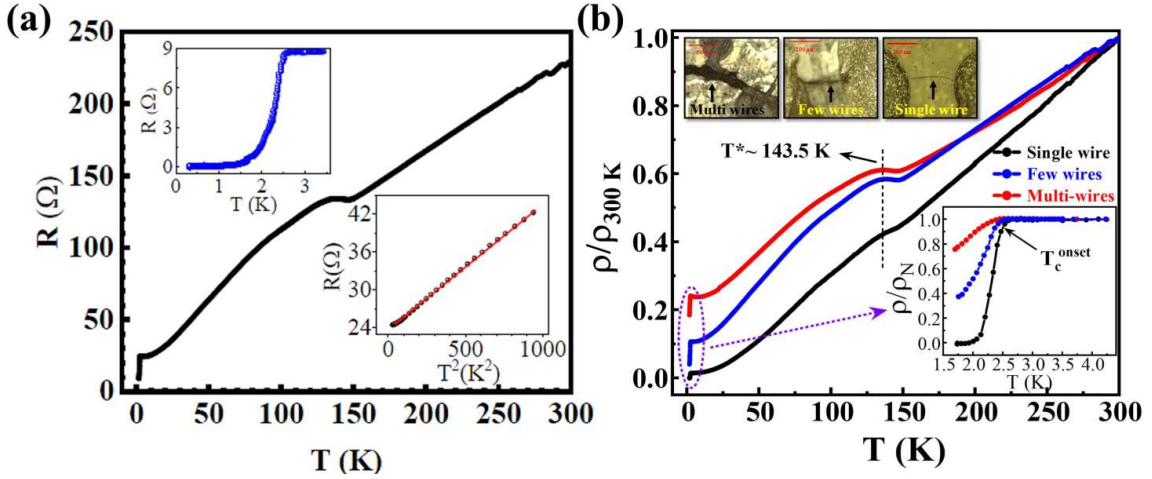 (a)
250
200
150
100
50
0
R (Ω)
0 50 100 150 200 250 300
T (K)
9
6
3
0
R (Ω)
0 1 2 3
T (K)
42
36
30
24
R(Ω)
0 500 1000
T²(K²)
(b)
1.0
0.8
0.6
0.4
0.2
0.0
ρ/ρ300 K
0 50 100 150 200 250 300
T (K)
Multi wires
200 μm
Few wires
Single wire
T*~ 143.5 K
Single wire
Few wires
Multi-wires
1.0
0.8
0.6
0.4
0.2
0.0
ρ/ρN
Tc onset
1.5 2.0 2.5 3.0 3.5 4.0
T (K)